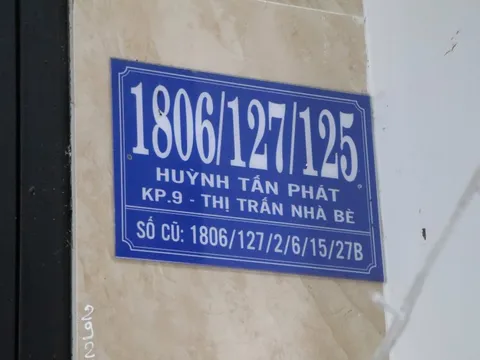 1806/127/125
HUỲNH TẤN PHÁT
KP.9 - THỊ TRẤN NHÀ BÈ
SỐ CŨ: 1806/127/2/6/15/27B